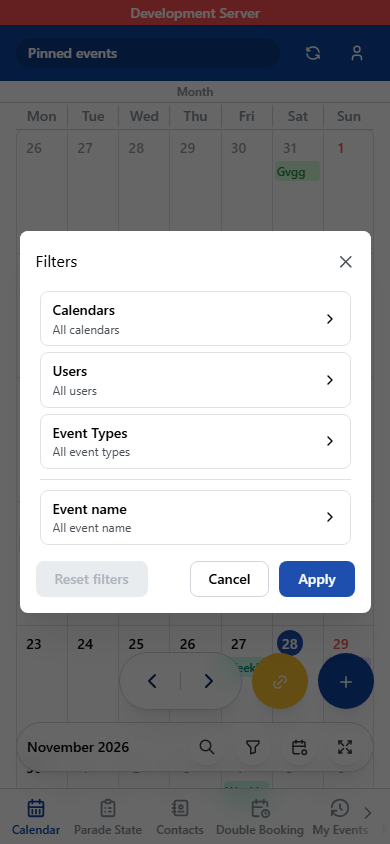 Development Server
Pinned events
Month
Mon Tue Wed Thu Fri Sat Sun
26 27 28 29 30 31 1
Gvgg
Filters
Calendars
All calendars
Users
All users
Event Types
All event types
Event name
All event name
Reset filters Cancel Apply
23 24 25 26 27 28 29
November 2026
30
Calendar Parade State Contacts Double Booking My Events